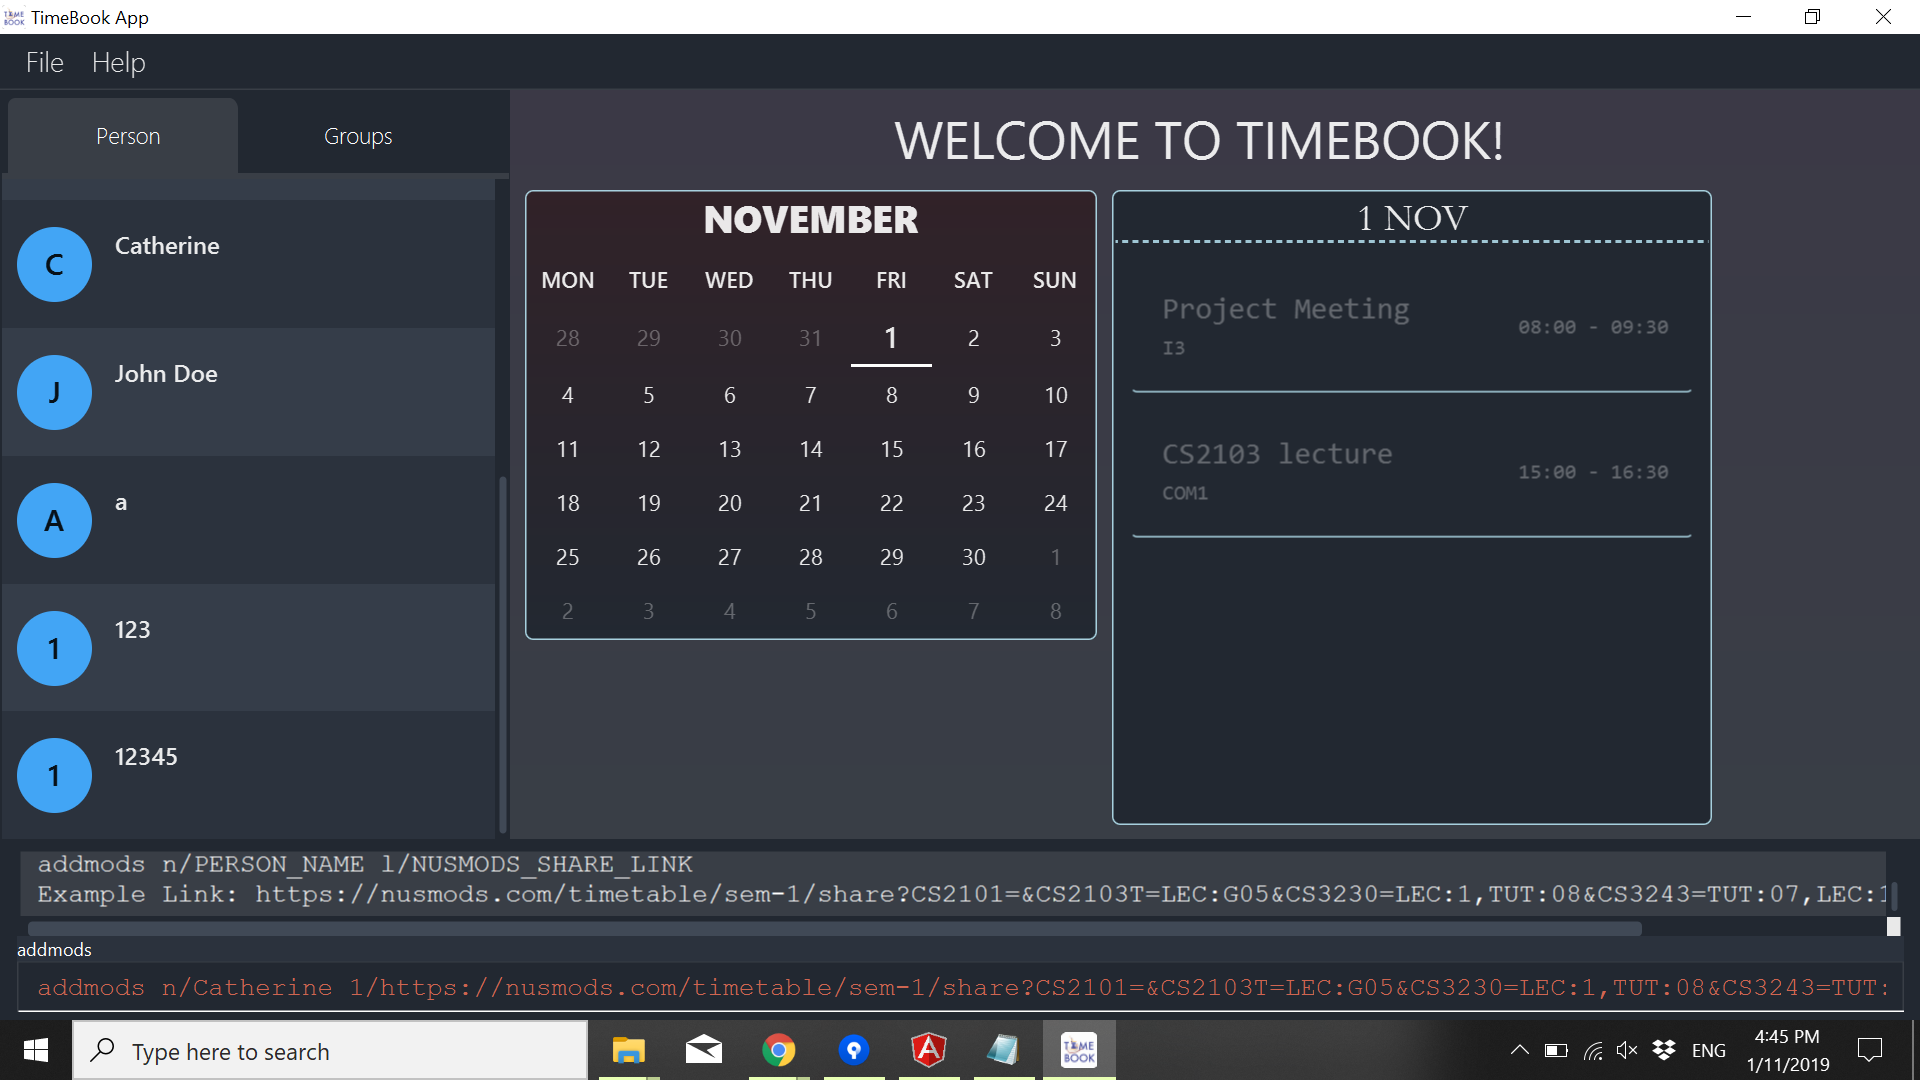 TIME BOOK TimeBook App
File Help
Person Groups
C Catherine
J John Doe
A a
1 123
1 12345
WELCOME TO TIMEBOOK!
NOVEMBER
MON TUE WED THU FRI SAT SUN
28 29 30 31 1 2 3
4 5 6 7 8 9 10
11 12 13 14 15 16 17
18 19 20 21 22 23 24
25 26 27 28 29 30 1
2 3 4 5 6 7 8
1 NOV
Project Meeting
08:00 - 09:30
I3
CS2103 lecture
15:00 - 16:30
COM1
addmods n/PERSON_NAME l/NUSMODS_SHARE_LINK
Example Link: https://nusmods.com/timetable/sem-1/share?CS2101=&CS2103T=LEC:G05&CS3230=LEC:1,TUT:08&CS3243=TUT:07,LEC:1
addmods
addmods n/Catherine 1/https://nusmods.com/timetable/sem-1/share?CS2101=&CS2103T=LEC:G05&CS3230=LEC:1,TUT:08&CS3243=TUT:
Type here to search
TIME BOOK
ENG
4:45 PM
1/11/2019